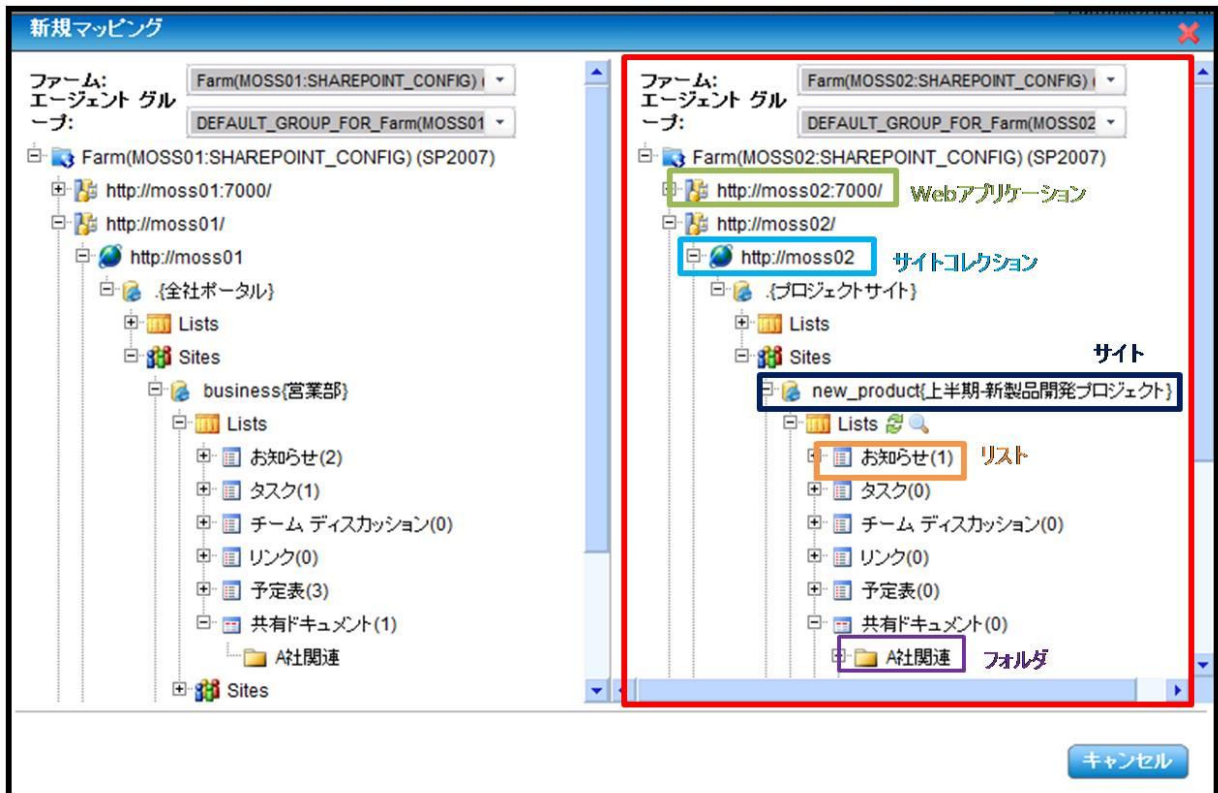 新規マッピング
ファーム:
Farm(MOSS01:SHAREPOINT_CONFIG) (
エージェント グループ:
DEFAULT_GROUP_FOR_Farm(MOSS01
Farm(MOSS01:SHAREPOINT_CONFIG) (SP2007)
http://moss01:7000/
http://moss01/
http://moss01
.{全社ポータル}
Lists
Sites
business{営業部}
Lists
お知らせ(2)
タスク(1)
チーム ディスカッション(0)
リンク(0)
予定表(3)
共有ドキュメント(1)
A社関連
Sites
ファーム:
Farm(MOSS02:SHAREPOINT_CONFIG) (
エージェント グループ:
DEFAULT_GROUP_FOR_Farm(MOSS02
Farm(MOSS02:SHAREPOINT_CONFIG) (SP2007)
http://moss02:7000/ Webアプリケーション
http://moss02/
http://moss02 サイトコレクション
.{プロジェクトサイト}
Lists
Sites サイト
new_product{上半期-新製品開発プロジェクト}
Lists
お知らせ(1) リスト
タスク(0)
チーム ディスカッション(0)
リンク(0)
予定表(0)
共有ドキュメント(0)
A社関連 フォルダ
キャンセル